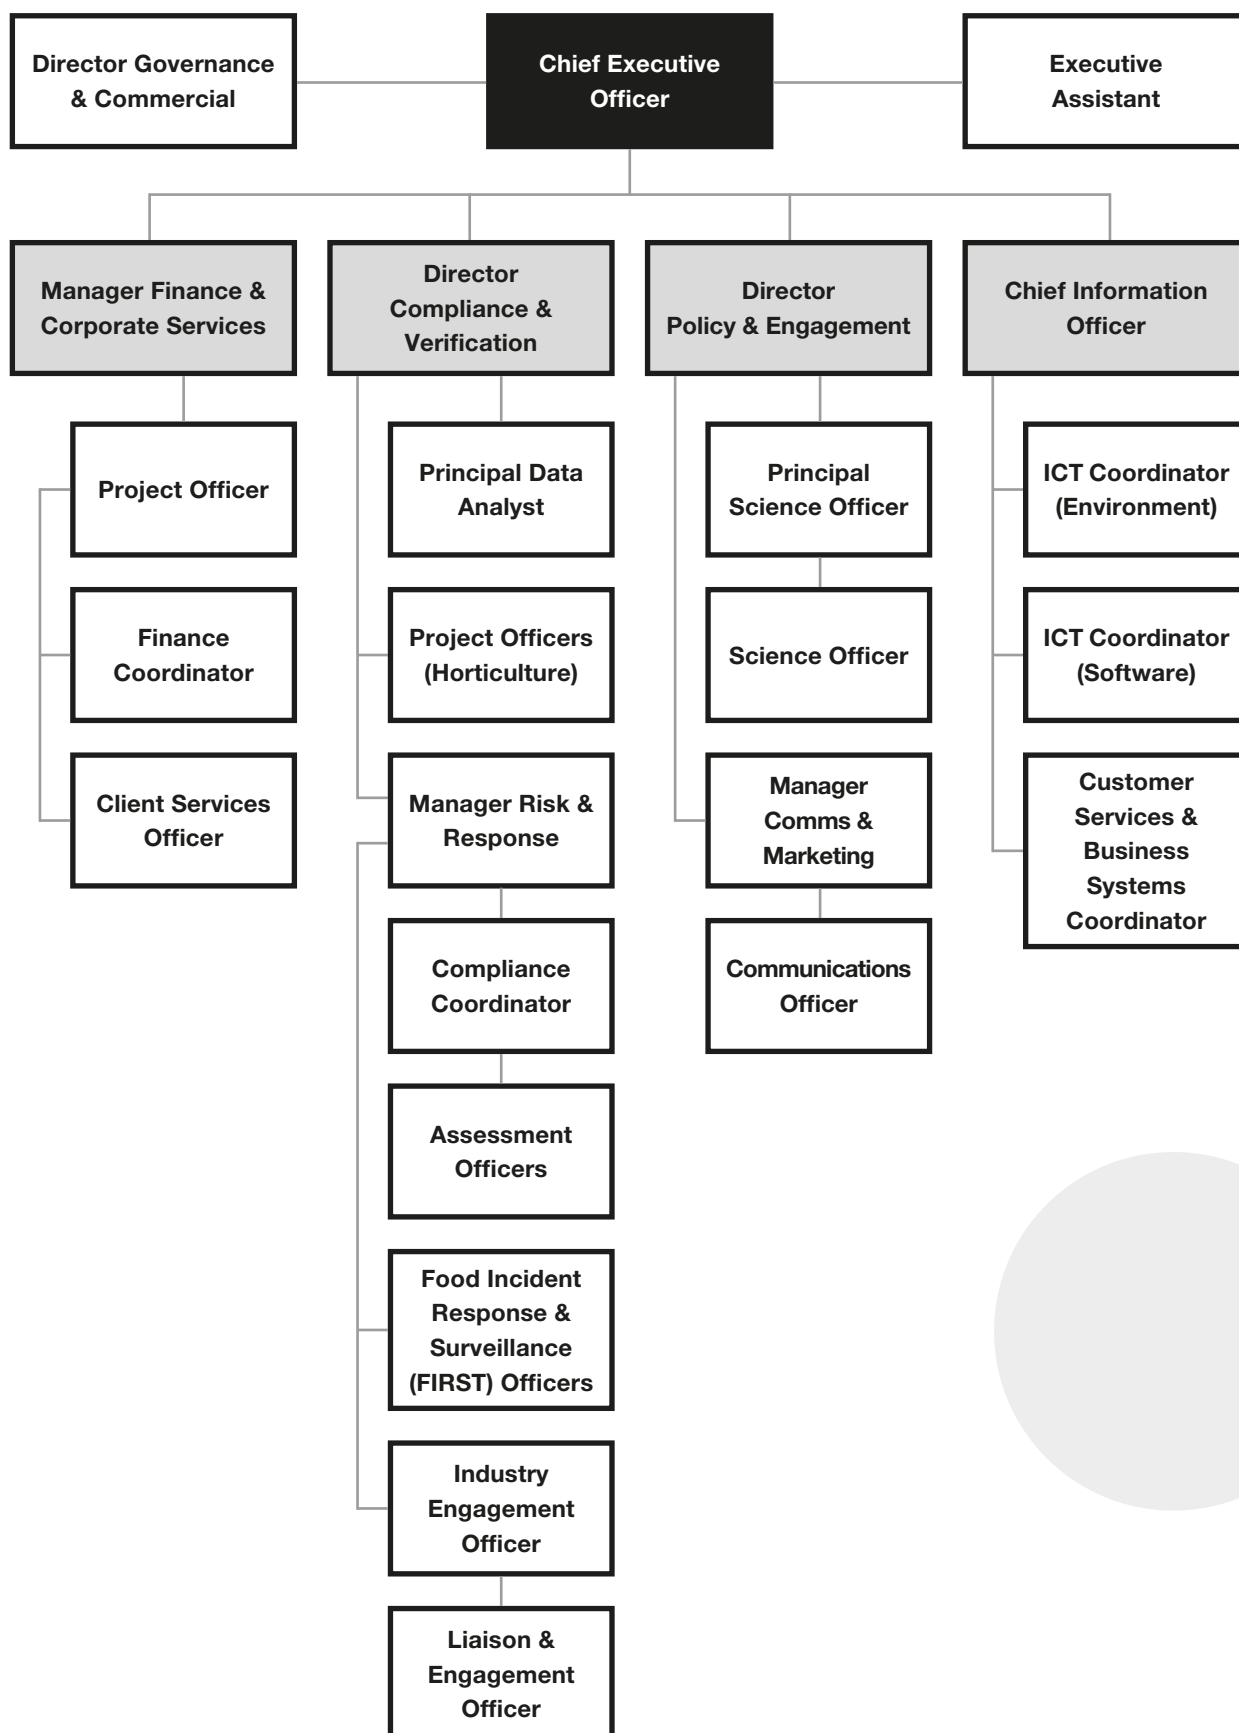 Director Governance
& Commercial
Chief Executive
Officer
Executive
Assistant
Manager Finance &
Corporate Services
Director
Compliance &
Verification
Director
Policy & Engagement
Chief Information
Officer
Project Officer
Principal Data
Analyst
Principal
Science Officer
ICT Coordinator
(Environment)
Finance
Coordinator
Project Officers
(Horticulture)
Science Officer
ICT Coordinator
(Software)
Client Services
Officer
Manager Risk &
Response
Manager
Comms &
Marketing
Customer
Services &
Business
Systems
Coordinator
Compliance
Coordinator
Communications
Officer
Assessment
Officers
Food Incident
Response &
Surveillance
(FIRST) Officers
Industry
Engagement
Officer
Liaison &
Engagement
Officer